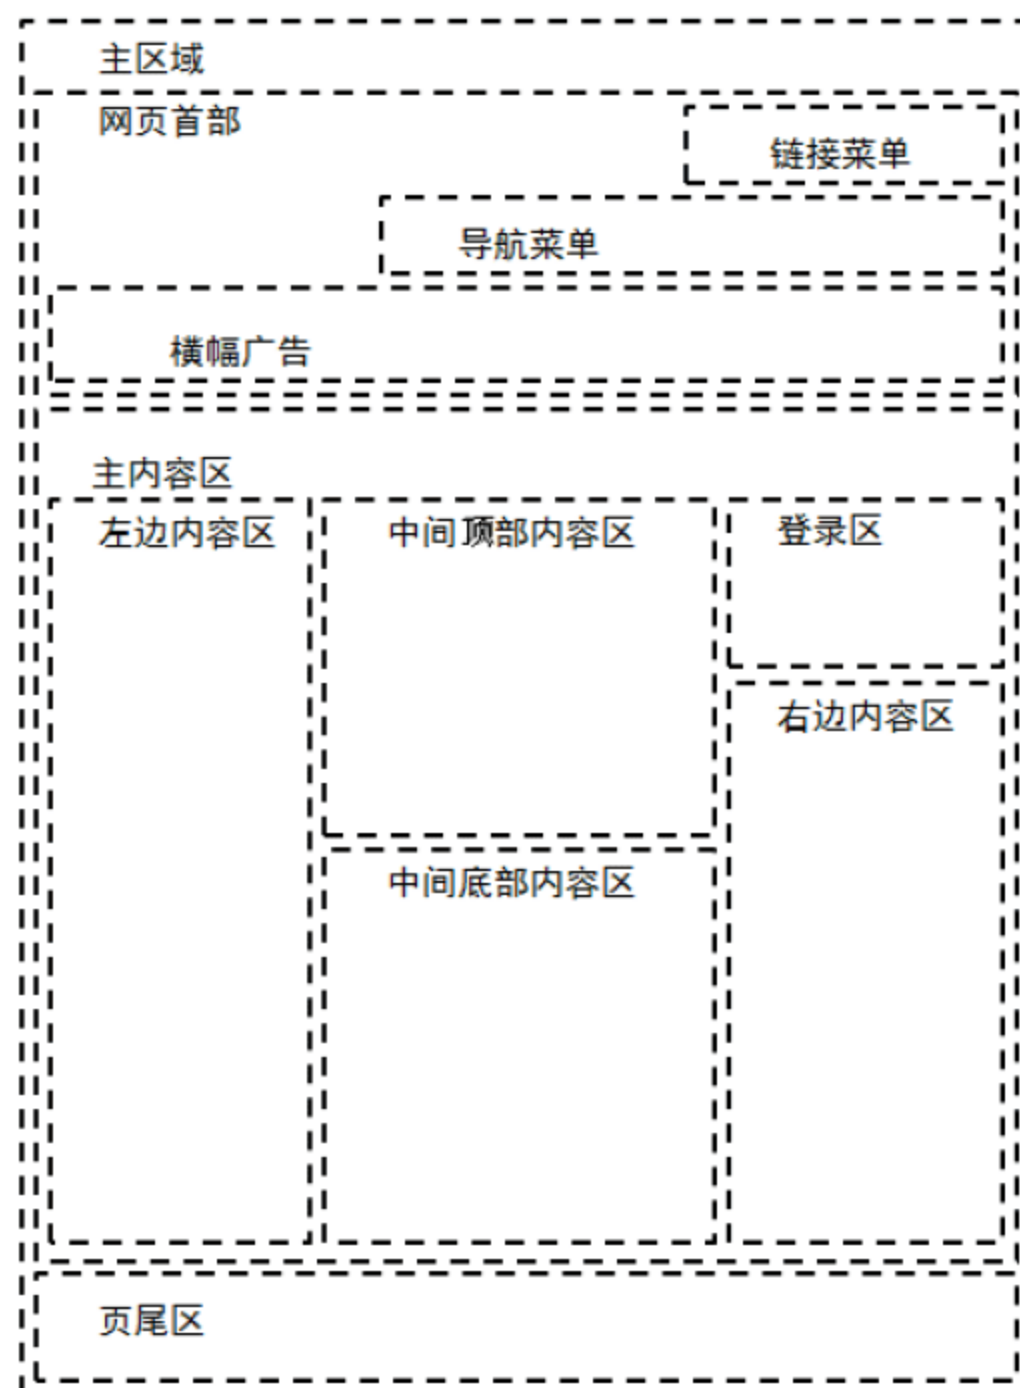 主区域
网页首部
链接菜单
导航菜单
横幅广告
主内容区
左边内容区
中间顶部内容区
登录区
右边内容区
中间底部内容区
页尾区